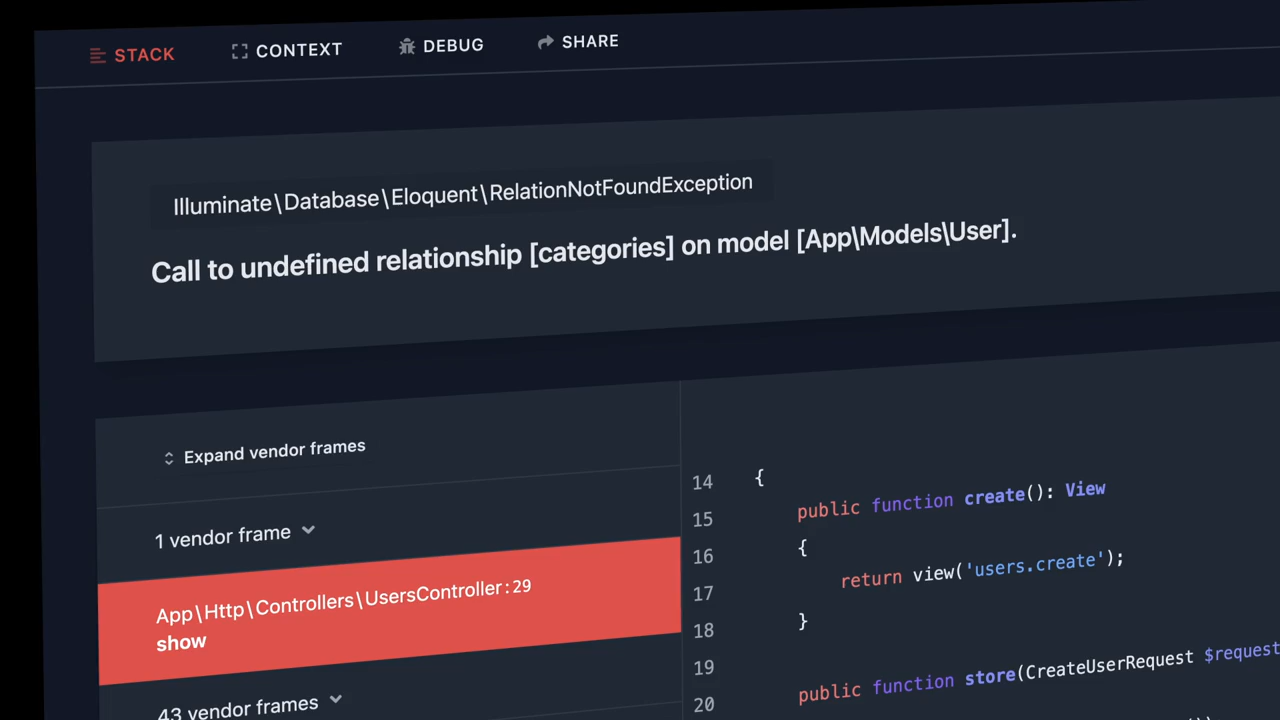 STACK
CONTEXT
DEBUG
SHARE
Illuminate\Database\Eloquent\RelationNotFoundException
Call to undefined relationship [categories] on model [App\Models\User].
Expand vendor frames
1 vendor frame
App\Http\Controllers\UsersController:29
show
43 vendor frames
14 {
15 public function create(): View
16 {
17 return view('users.create');
18 }
19
20 public function store(CreateUserRequest $request